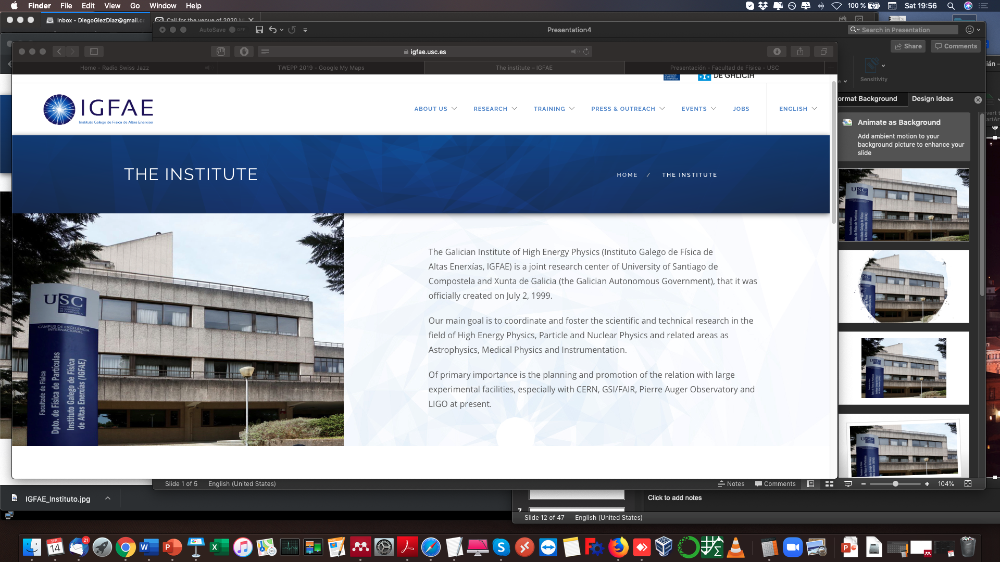 Finder File Edit View Go Window Help
100 % Sat 19:56
Inbox - DiegoGlezDiaz@gmail.c
Call for the venue of 2020
AutoSave OFF
Presentation4
Search in Presentation
Share Comments
igfae.usc.es
Home - Radio Swiss Jazz
TWEPP 2019 - Google My Maps
The institute – IGFAE
Presentación - Facultad de Física - USC
Sensitivity
IGFAE
Instituto Galego de Física de Altas Enerxías
ABOUT US RESEARCH TRAINING PRESS & OUTREACH EVENTS JOBS ENGLISH
ormat Background
Design Ideas
Animate as Background
Add ambient motion to your
background picture to enhance your
slide
THE INSTITUTE
HOME / THE INSTITUTE
The Galician Institute of High Energy Physics (Instituto Galego de Física de
Altas Enerxías, IGFAE) is a joint research center of University of Santiago de
Compostela and Xunta de Galicia (the Galician Autonomous Government), that it was
officially created on July 2, 1999.
Our main goal is to coordinate and foster the scientific and technical research in the
field of High Energy Physics, Particle and Nuclear Physics and related areas as
Astrophysics, Medical Physics and Instrumentation.
Of primary importance is the planning and promotion of the relation with large
experimental facilities, especially with CERN, GSI/FAIR, Pierre Auger Observatory and
LIGO at present.
USC
UNIVERSIDADE
DE SANTIAGO
DE COMPOSTELA
CAMPUS DE EXCELENCIA
INTERNACIONAL
Facultade de Física
Dpto. de Física de Partículas
Instituto Galego de Física
de Altas Enerxías (IGFAE)
Slide 1 of 5 English (United States)
Notes Comments 104%
IGFAE_Instituto.jpg
Click to add notes
7
Slide 12 of 47 English (United States)
SEP
14
21